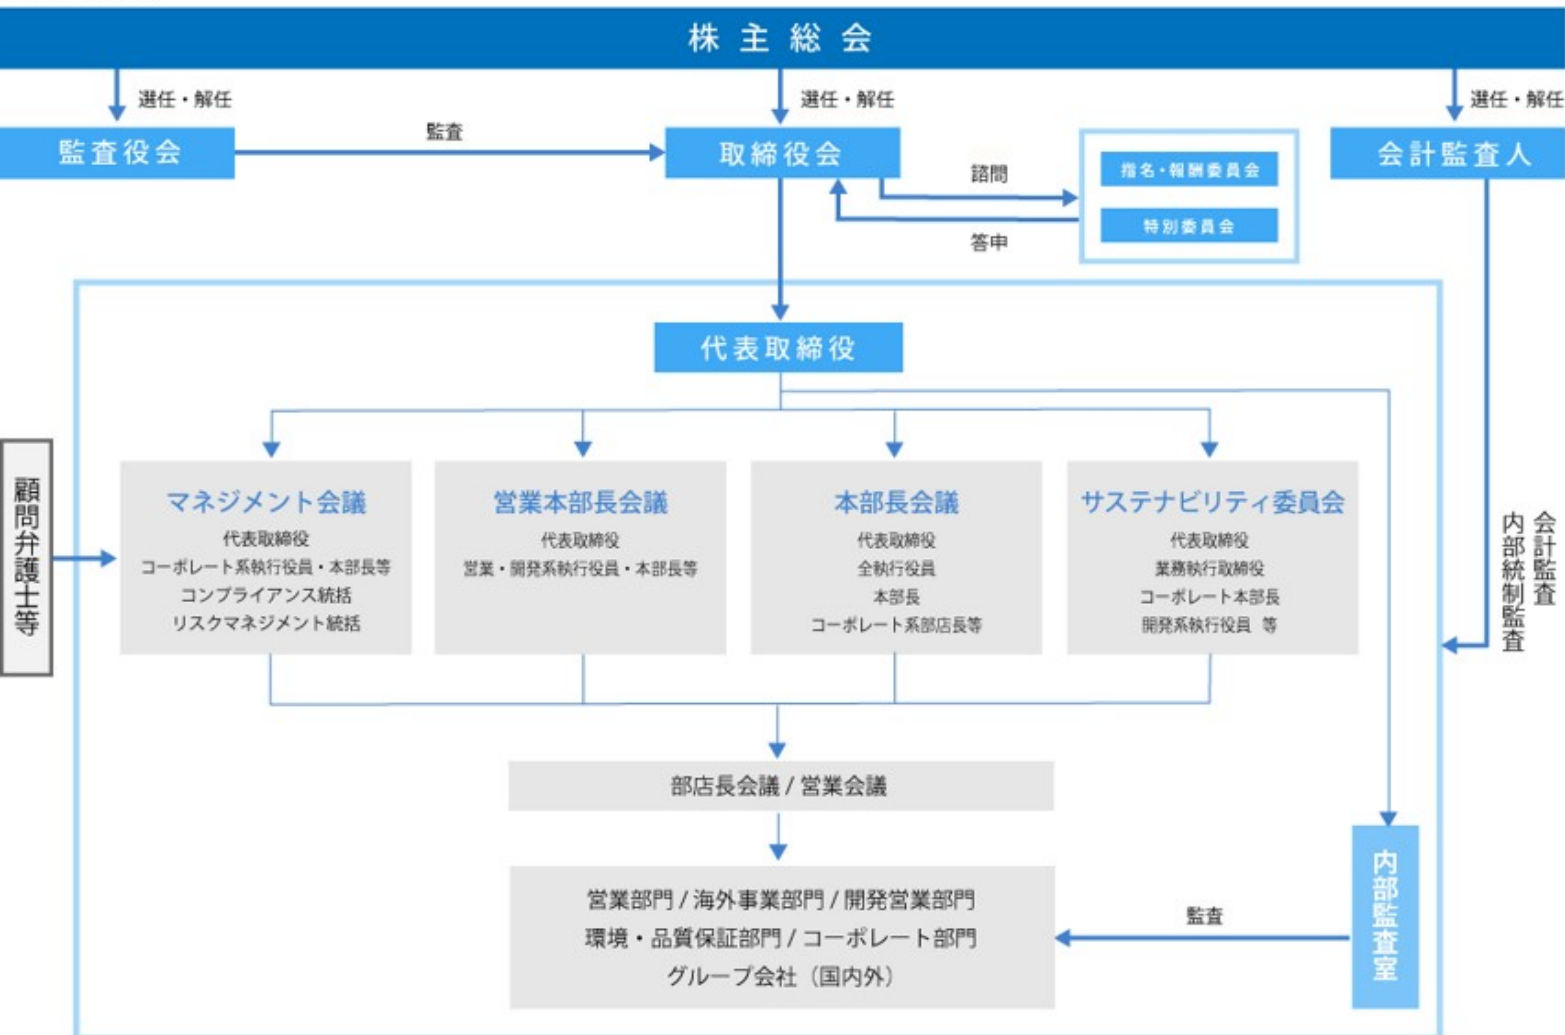 株主総会
選任・解任
選任・解任
選任・解任
監査役会
監査
取締役会
諮問
答申
指名・報酬委員会
特別委員会
会計監査人
代表取締役
顧問弁護士等
マネジメント会議
代表取締役
コーポレート系執行役員・本部長等
コンプライアンス統括
リスクマネジメント統括
営業本部長会議
代表取締役
営業・開発系執行役員・本部長等
本部長会議
代表取締役
全執行役員
本部長
コーポレート系部店長等
サステナビリティ委員会
代表取締役
業務執行取締役
コーポレート本部長
開発系執行役員 等
会計監査
内部統制監査
部店長会議 / 営業会議
営業部門 / 海外事業部門 / 開発営業部門
環境・品質保証部門 / コーポレート部門
グループ会社（国内外）
監査
内部監査室